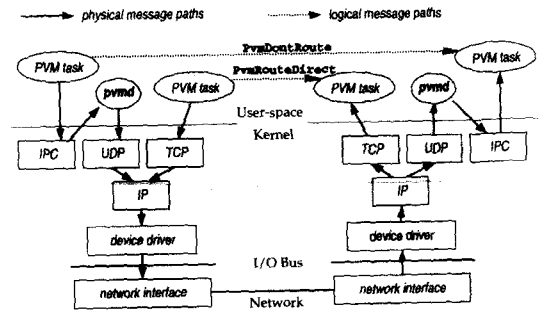 physical message paths
logical message paths
PvmDontRoute
PVM task
PVM task
PvmRouteDirect
pvmd
PVM task
PVM task
pvmd
User-space
Kernel
IPC
UDP
TCP
TCP
UDP
IPC
IP
IP
device driver
device driver
I/O Bus
network interface
network interface
Network